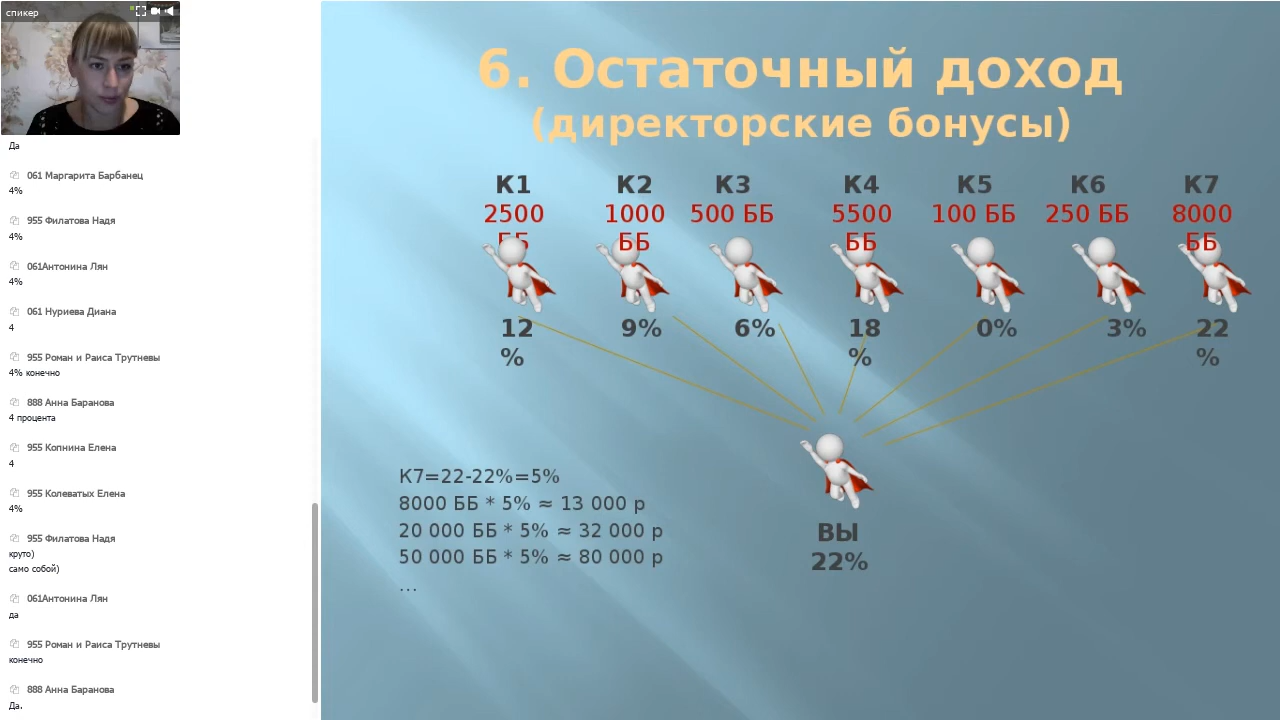 спикер
Да
061 Маргарита Барбанец
4%
955 Филатова Надя
4%
061Антонина Лян
4%
061 Нуриева Диана
4
955 Роман и Раиса Трутневы
4% конечно
888 Анна Баранова
4 процента
955 Копнина Елена
4
955 Колеватых Елена
4%
955 Филатова Надя
круто)
само собой)
061Антонина Лян
да
955 Роман и Раиса Трутневы
конечно
888 Анна Баранова
Да.
6. Остаточный доход
(директорские бонусы)
К1 К2 К3 К4 К5 К6 К7
2500 1000 500 ББ 5500 100 ББ 250 ББ 8000
ББ ББ ББ ББ
12 9% 6% 18 0% 3% 22
% % %
К7=22-22%=5%
8000 ББ * 5% ≈ 13 000 р
20 000 ББ * 5% ≈ 32 000 р
50 000 ББ * 5% ≈ 80 000 р
...
ВЫ
22%